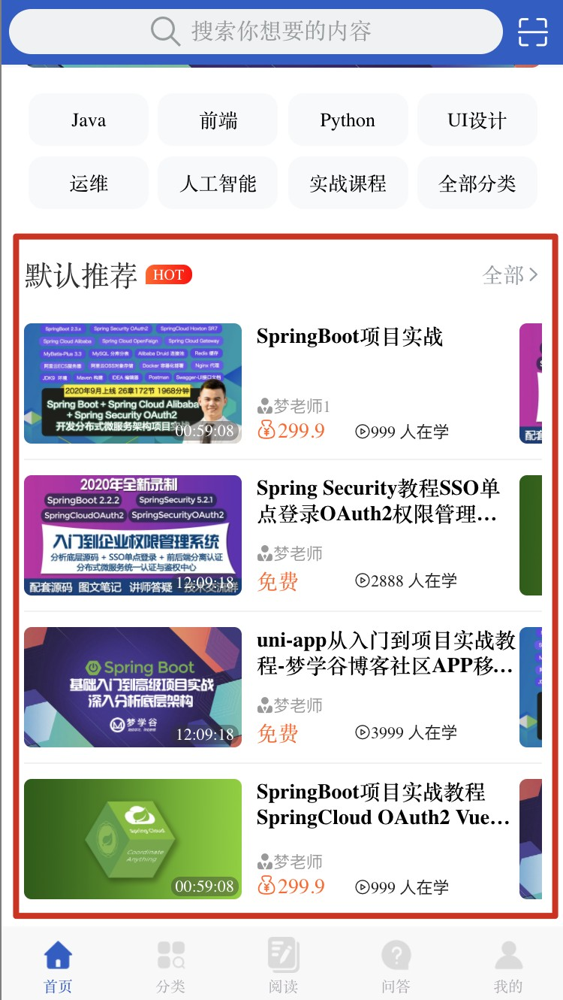 搜索你想要的内容
Java
前端
Python
UI设计
运维
人工智能
实战课程
全部分类
默认推荐 HOT
全部
SpringBoot 2.3.x Spring Security OAuth2 SpringCloud Hoxton SR7
Spring Cloud Alibaba Spring Cloud OpenFeign Spring Cloud Gateway
MyBatis-Plus 3.3 MySQL 分库分表 Alibaba Druid 连接池 Redis 缓存
阿里云ECS服务器 阿里云OSS对象存储 Docker 容器化部署 Nginx 代理
JDK9 环境 Maven 构建 IDEA 编辑器 Postman Swagger-UI接口文档
2020年9月上线 26章172节 1968分钟
Spring Boot + Spring Cloud Alibaba
+ Spring Security OAuth2
开发分布式微服务架构项目
00:59:08
SpringBoot项目实战
梦老师1
299.9
999 人在学
配套
2020年全新录制
SpringBoot 2.2.2 SpringSecurity 5.2.1
SpringCloudOAuth2 SpringSecurityOAuth2
入门到企业权限管理系统
分析底层源码 + SSO单点登录 + 前后端分离认证
分布式微服务统一认证与鉴权中心
配套源码 图文笔记 讲师答疑 技术交流群
12:09:18
Spring Security教程SSO单
点登录OAuth2权限管理...
梦老师
免费
2888 人在学
Spring Boot
基础入门到高级项目实战
深入分析底层架构
梦学谷
12:09:18
uni-app从入门到项目实战教
程-梦学谷博客社区APP移...
梦老师
免费
3999 人在学
Spring Cloud
Coordinate
Anything
00:59:08
SpringBoot项目实战教程
SpringCloud OAuth2 Vue...
梦老师
299.9
999 人在学
首页
分类
阅读
问答
我的